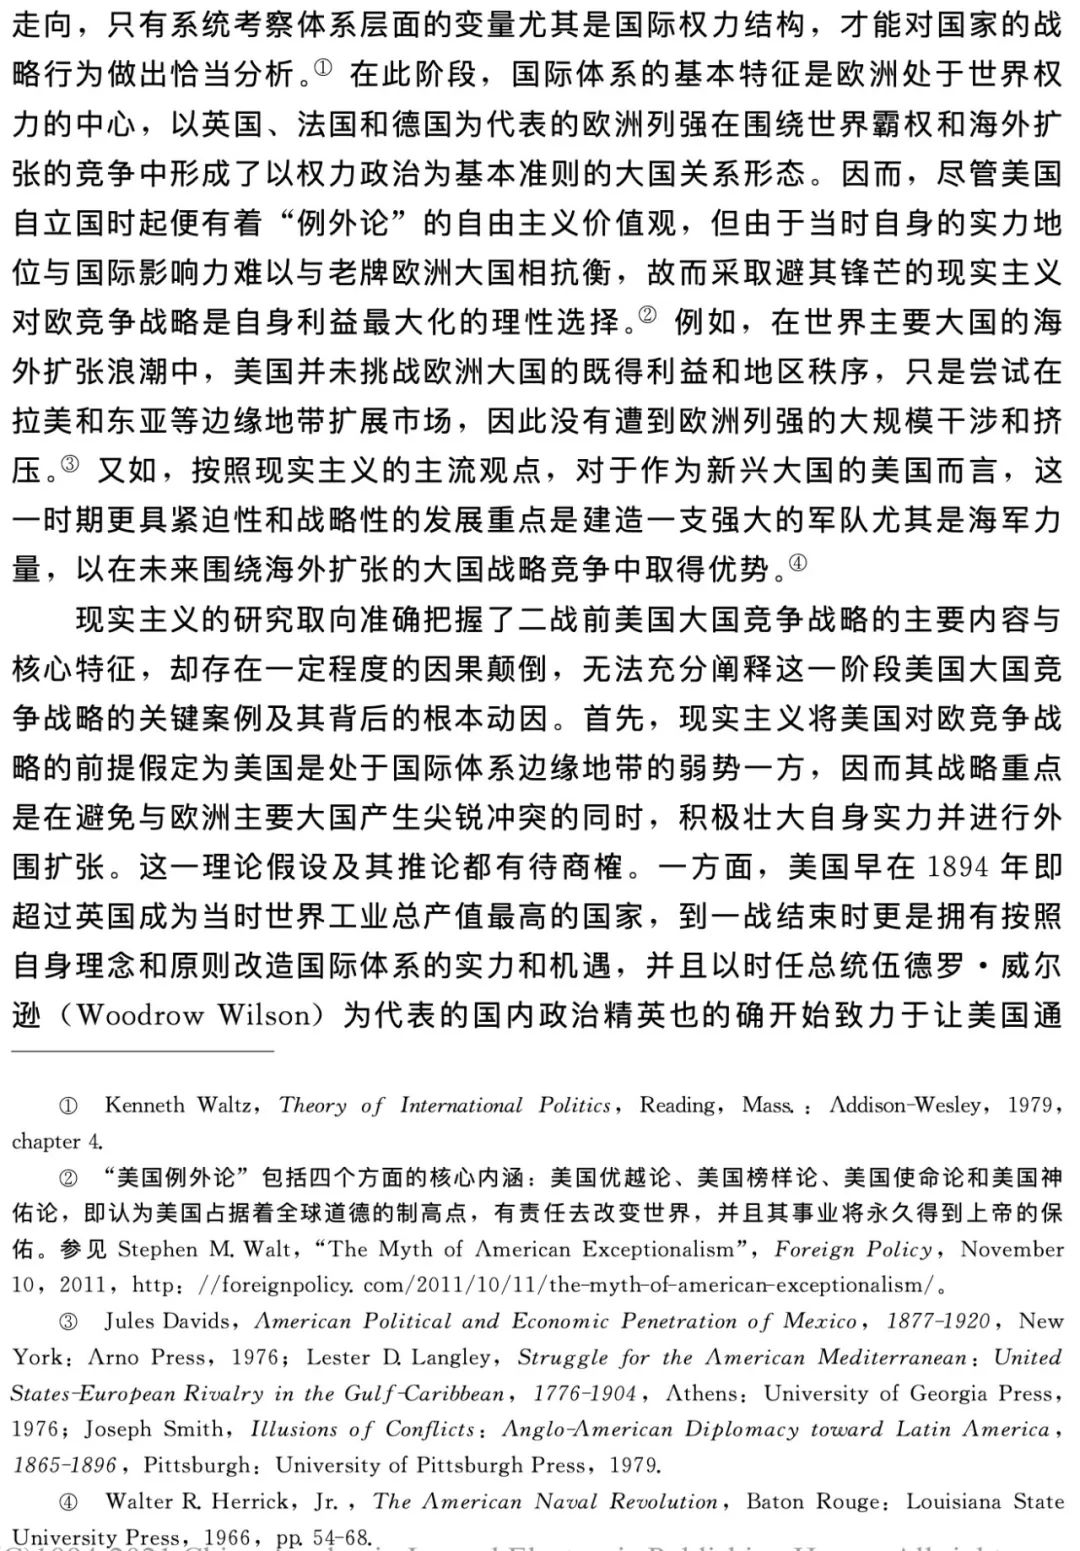 走向，只有系统考察体系层面的变量尤其是国际权力结构，才能对国家的战
略行为做出恰当分析。① 在此阶段，国际体系的基本特征是欧洲处于世界权
力的中心，以英国、法国和德国为代表的欧洲列强在围绕世界霸权和海外扩
张的竞争中形成了以权力政治为基本准则的大国关系形态。因而，尽管美国
自立国时起便有着“例外论”的自由主义价值观，但由于当时自身的实力地
位与国际影响力难以与老牌欧洲大国相抗衡，故而采取避其锋芒的现实主义
对欧竞争战略是自身利益最大化的理性选择。② 例如，在世界主要大国的海
外扩张浪潮中，美国并未挑战欧洲大国的既得利益和地区秩序，只是尝试在
拉美和东亚等边缘地带扩展市场，因此没有遭到欧洲列强的大规模干涉和挤
压。③ 又如，按照现实主义的主流观点，对于作为新兴大国的美国而言，这
一时期更具紧迫性和战略性的发展重点是建造一支强大的军队尤其是海军力
量，以在未来围绕海外扩张的大国战略竞争中取得优势。④
现实主义的研究取向准确把握了二战前美国大国竞争战略的主要内容与
核心特征，却存在一定程度的因果颠倒，无法充分阐释这一阶段美国大国竞
争战略的关键案例及其背后的根本动因。首先，现实主义将美国对欧竞争战
略的前提假定为美国是处于国际体系边缘地带的弱势一方，因而其战略重点
是在避免与欧洲主要大国产生尖锐冲突的同时，积极壮大自身实力并进行外
围扩张。这一理论假设及其推论都有待商榷。一方面，美国早在 1894 年即
超过英国成为当时世界工业总产值最高的国家，到一战结束时更是拥有按照
自身理念和原则改造国际体系的实力和机遇，并且以时任总统伍德罗·威尔
逊（Woodrow Wilson）为代表的国内政治精英也的确开始致力于让美国通
① Kenneth Waltz, Theory of International Politics, Reading, Mass. : Addison-Wesley, 1979,
chapter 4.
② “美国例外论”包括四个方面的核心内涵：美国优越论、美国榜样论、美国使命论和美国神
佑论，即认为美国占据着全球道德的制高点，有责任去改变世界，并且其事业将永久得到上帝的保
佑。参见 Stephen M. Walt, “The Myth of American Exceptionalism”, Foreign Policy, November
10, 2011, http: //foreignpolicy. com/2011/10/11/the-myth-of-american-exceptionalism/。
③ Jules Davids, American Political and Economic Penetration of Mexico, 1877-1920, New
York: Arno Press, 1976; Lester D. Langley, Struggle for the American Mediterranean: United
States-European Rivalry in the Gulf-Caribbean, 1776-1904, Athens: University of Georgia Press,
1976; Joseph Smith, Illusions of Conflicts: Anglo-American Diplomacy toward Latin America,
1865-1896, Pittsburgh: University of Pittsburgh Press, 1979.
④ Walter R. Herrick, Jr. , The American Naval Revolution, Baton Rouge: Louisiana State
University Press, 1966, pp. 54-68.